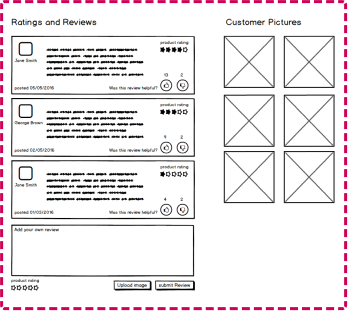 Ratings and Reviews
Customer Pictures
product rating
Jane Smith
13 2
posted 05/05/2016
Was this review helpful?
product rating
George Brown
9 2
posted 02/05/2016
Was this review helpful?
product rating
Jane Smith
4 2
posted 01/03/2016
Was this review helpful?
Add your own review
product rating
Upload image
submit Review